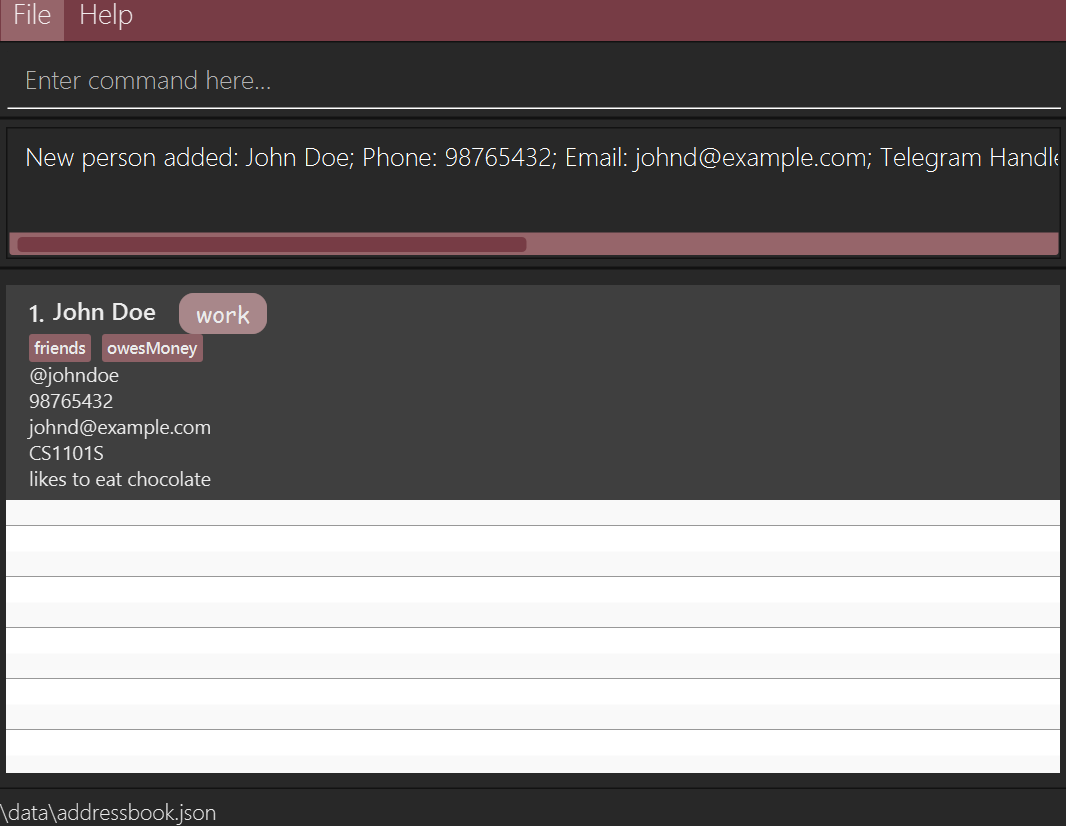 File Help
Enter command here...
New person added: John Doe; Phone: 98765432; Email: johnd@example.com; Telegram Handle
1. John Doe work
friends owesMoney
@johndoe
98765432
johnd@example.com
CS1101S
likes to eat chocolate
\data\addressbook.json